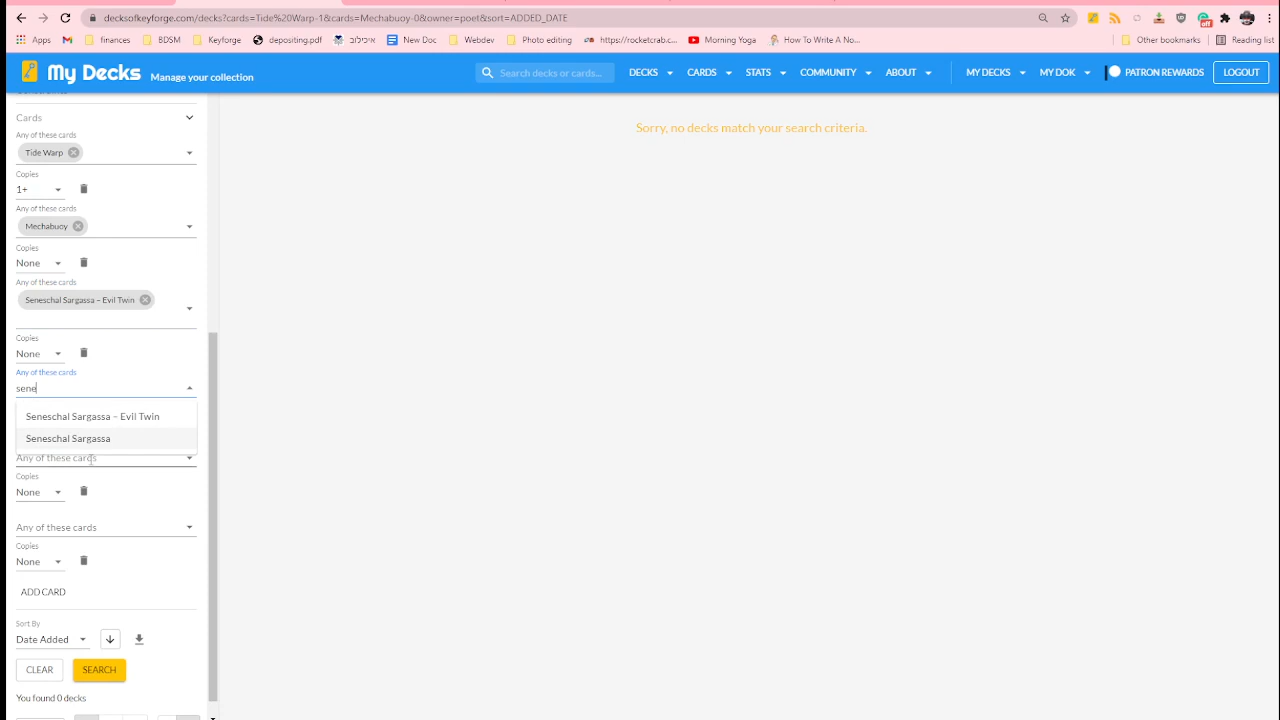 decksofkeyforge.com/decks?cards=Tide%20Warp-1&cards=Mechabuoy-0&owner=poet&sort=ADDED_DATE
off
Apps
finances
BDSM
Keyforge
depositing.pdf
איכילוב
New Doc
Webdev
Photo editing
https://rocketcrab.c...
Morning Yoga
How To Write A No...
Other bookmarks
Reading list
My Decks
Manage your collection
Search decks or cards...
DECKS
CARDS
STATS
COMMUNITY
ABOUT
MY DECKS
MY DOK
PATRON REWARDS
LOGOUT
Cards
Any of these cards
Tide Warp
Copies
1+
Any of these cards
Mechabuoy
Copies
None
Any of these cards
Seneschal Sargassa – Evil Twin
Copies
None
Any of these cards
sene
Seneschal Sargassa – Evil Twin
Seneschal Sargassa
Any of these cards
Copies
None
Any of these cards
Copies
None
ADD CARD
Sort By
Date Added
CLEAR
SEARCH
You found 0 decks
Sorry, no decks match your search criteria.